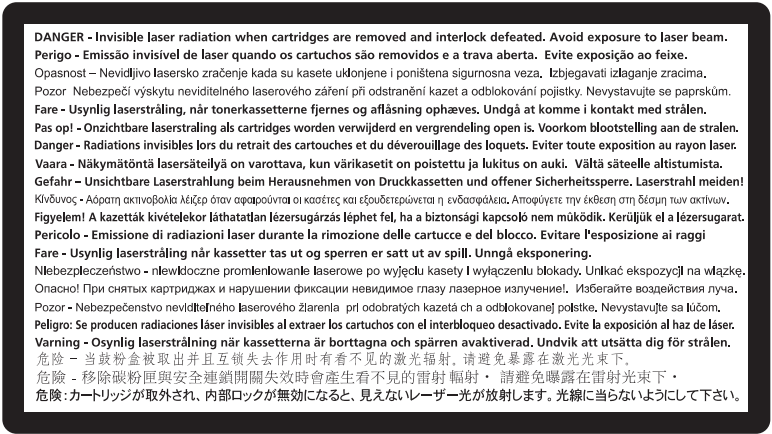 DANGER - Invisible laser radiation when cartridges are removed and interlock defeated. Avoid exposure to laser beam.
Perigo - Emissão invisível de laser quando os cartuchos são removidos e a trava aberta. Evite exposição ao feixe.
Opasnost – Nevidljivo lasersko zračenje kada su kasete uklonjene i poništena sigurnosna veza. Izbjegavati izlaganje zracima.
Pozor Nebezpečí výskytu neviditelného laserového záření při odstranění kazet a odblokování pojistky. Nevystavujte se paprskům.
Fare - Usynlig laserstråling, når tonerkassetterne fjernes og aflåsning ophæves. Undgå at komme i kontakt med strålen.
Pas op! - Onzichtbare laserstraling als cartridges worden verwijderd en vergrendeling open is. Voorkom blootstelling aan de stralen.
Danger - Radiations invisibles lors du retrait des cartouches et du déverouillage des loquets. Eviter toute exposition au rayon laser.
Vaara - Näkymätöntä lasersäteilyä on varottava, kun värikasetit on poistettu ja lukitus on auki. Vältä säteelle altistumista.
Gefahr – Unsichtbare Laserstrahlung beim Herausnehmen von Druckkassetten und offener Sicherheitssperre. Laserstrahl meiden!
Κίνδυνος - Αόρατη ακτινοβολία λέιζερ όταν αφαιρούνται οι κασέτες και εξουδετερώνεται η ενδασφάλεια. Αποφύγετε την έκθεση στη δέσμη των ακτίνων.
Figyelem! A kazetták kivételekor láthatatlan lézersugárzás léphet fel, ha a biztonsági kapcsoló nem működik. Kerüljük el a lézersugarat.
Pericolo - Emissione di radiazioni laser durante la rimozione delle cartucce e del blocco. Evitare l'esposizione ai raggi
Fare - Usynlig laserstråling når kassetter tas ut og sperren er satt ut av spill. Unngå eksponering.
Niebezpieczeństwo - niewidoczne promieniowanie laserowe po wyjęciu kasety i wyłączeniu blokady. Unikać ekspozycji na wiązkę.
Опасно! При снятых картриджах и нарушении фиксации невидимое глазу лазерное излучение!. Избегайте воздействия луча.
Pozor - Nebezpečenstvo neviditeľného laserového žiarenia pri odobratých kazetá ch a odblokovanej poistke. Nevystavujte sa lúčom.
Peligro: Se producen radiaciones láser invisibles al extraer los cartuchos con el interbloqueo desactivado. Evite la exposición al haz de láser.
Varning - Osynlig laserstrålning när kassetterna är borttagna och spärren avaktiverad. Undvik att utsätta dig för strålen.
危险 – 当鼓粉盒被取出并且互锁失去作用时有看不见的激光辐射。请避免暴露在激光光束下。
危險 - 移除碳粉匣與安全連鎖開關失效時會產生看不見的雷射 輻射。 請避免曝露在雷射光束下。
危険：カートリッジが取外され、内部ロックが無効になると、見えないレーザー光が放射します。光線に当らないようにして下さい。